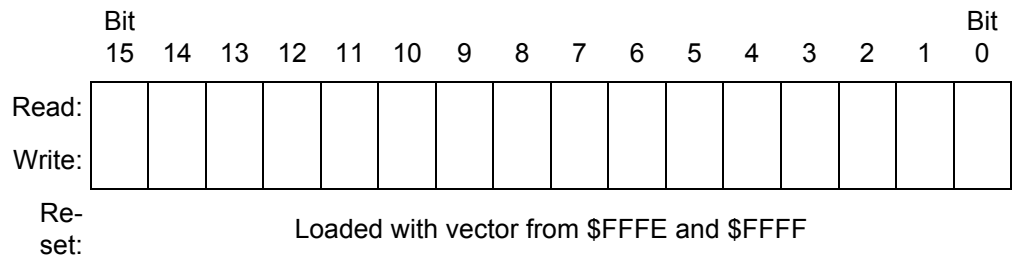 Bit Bit
15 14 13 12 11 10 9 8 7 6 5 4 3 2 1 0
Read:
Write:
Re-
set:
Loaded with vector from $FFFE and $FFFF